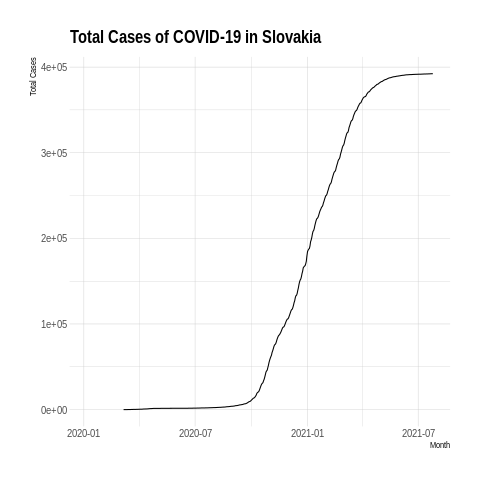 Total Cases of COVID-19 in Slovakia
Total Cases
4e+05
3e+05
2e+05
1e+05
0e+00
2020-01 2020-07 2021-01 2021-07
Month